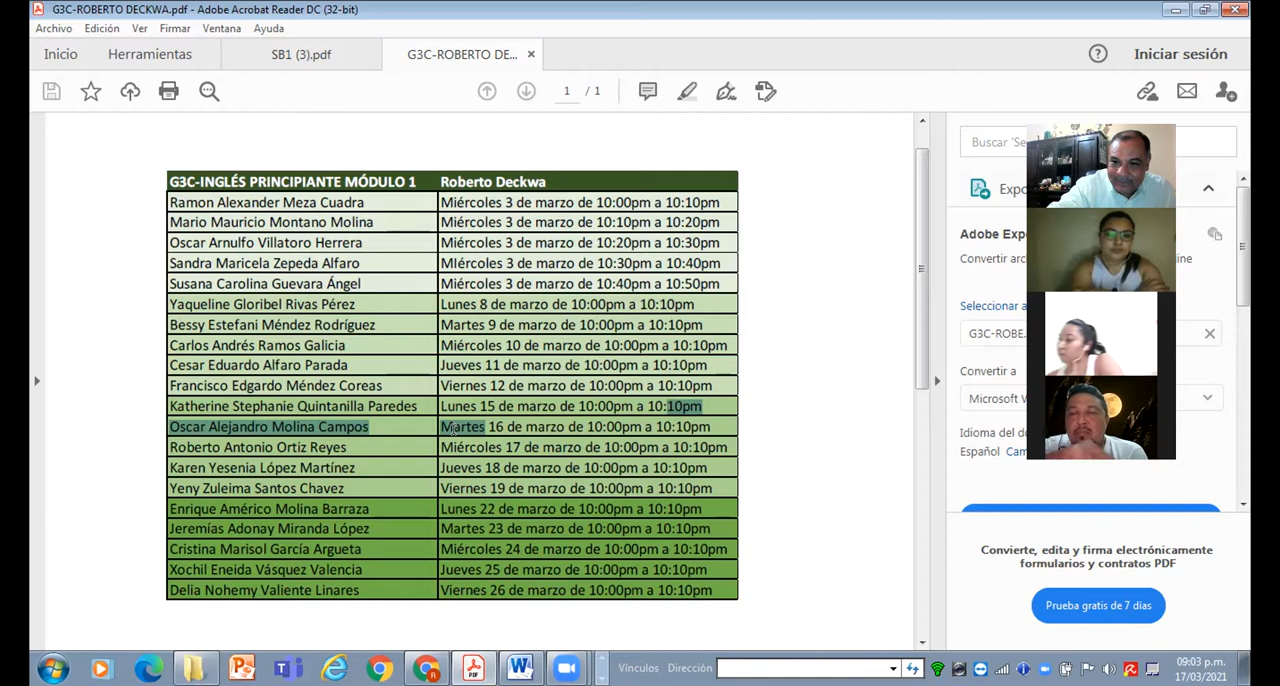 G3C-ROBERTO DECKWA.pdf - Adobe Acrobat Reader DC (32-bit)
Archivo Edición Ver Firmar Ventana Ayuda
Inicio Herramientas SB1 (3).pdf G3C-ROBERTO DE... × ? Iniciar sesión
1 / 1
Buscar 'Se
G3C-INGLÉS PRINCIPIANTE MÓDULO 1 Roberto Deckwa
Ramon Alexander Meza Cuadra Miércoles 3 de marzo de 10:00pm a 10:10pm
Mario Mauricio Montano Molina Miércoles 3 de marzo de 10:10pm a 10:20pm
Oscar Arnulfo Villatoro Herrera Miércoles 3 de marzo de 10:20pm a 10:30pm
Sandra Maricela Zepeda Alfaro MIércoles 3 de marzo de 10:30pm a 10:40pm
Susana Carolina Guevara Ángel Miércoles 3 de marzo de 10:40pm a 10:50pm
Yaqueline Gloribel Rivas Pérez Lunes 8 de marzo de 10:00pm a 10:10pm
Bessy Estefani Méndez Rodríguez Martes 9 de marzo de 10:00pm a 10:10pm
Carlos Andrés Ramos Galicia Miércoles 10 de marzo de 10:00pm a 10:10pm
Cesar Eduardo Alfaro Parada Jueves 11 de marzo de 10:00pm a 10:10pm
Francisco Edgardo Méndez Coreas Viernes 12 de marzo de 10:00pm a 10:10pm
Katherine Stephanie Quintanilla Paredes Lunes 15 de marzo de 10:00pm a 10:10pm
Oscar Alejandro Molina Campos Martes 16 de marzo de 10:00pm a 10:10pm
Roberto Antonio Ortiz Reyes Miércoles 17 de marzo de 10:00pm a 10:10pm
Karen Yesenia López Martínez Jueves 18 de marzo de 10:00pm a 10:10pm
Yeny Zuleima Santos Chavez Viernes 19 de marzo de 10:00pm a 10:10pm
Enrique Américo Molina Barraza Lunes 22 de marzo de 10:00pm a 10:10pm
Jeremías Adonay Miranda López Martes 23 de marzo de 10:00pm a 10:10pm
Cristina Marisol García Argueta Miércoles 24 de marzo de 10:00pm a 10:10pm
Xochil Eneida Vásquez Valencia Jueves 25 de marzo de 10:00pm a 10:10pm
Delia Nohemy Valiente Linares Viernes 26 de marzo de 10:00pm a 10:10pm
Expo
Adobe Exp
Convertir arc
ine
Seleccionar a
G3C-ROBE...
Convertir a
Microsoft W
Idioma del do
Español Cam
Convierte, edita y firma electrónicamente
formularios y contratos PDF
Prueba gratis de 7 días
Vínculos Dirección
09:03 p.m.
17/03/2021